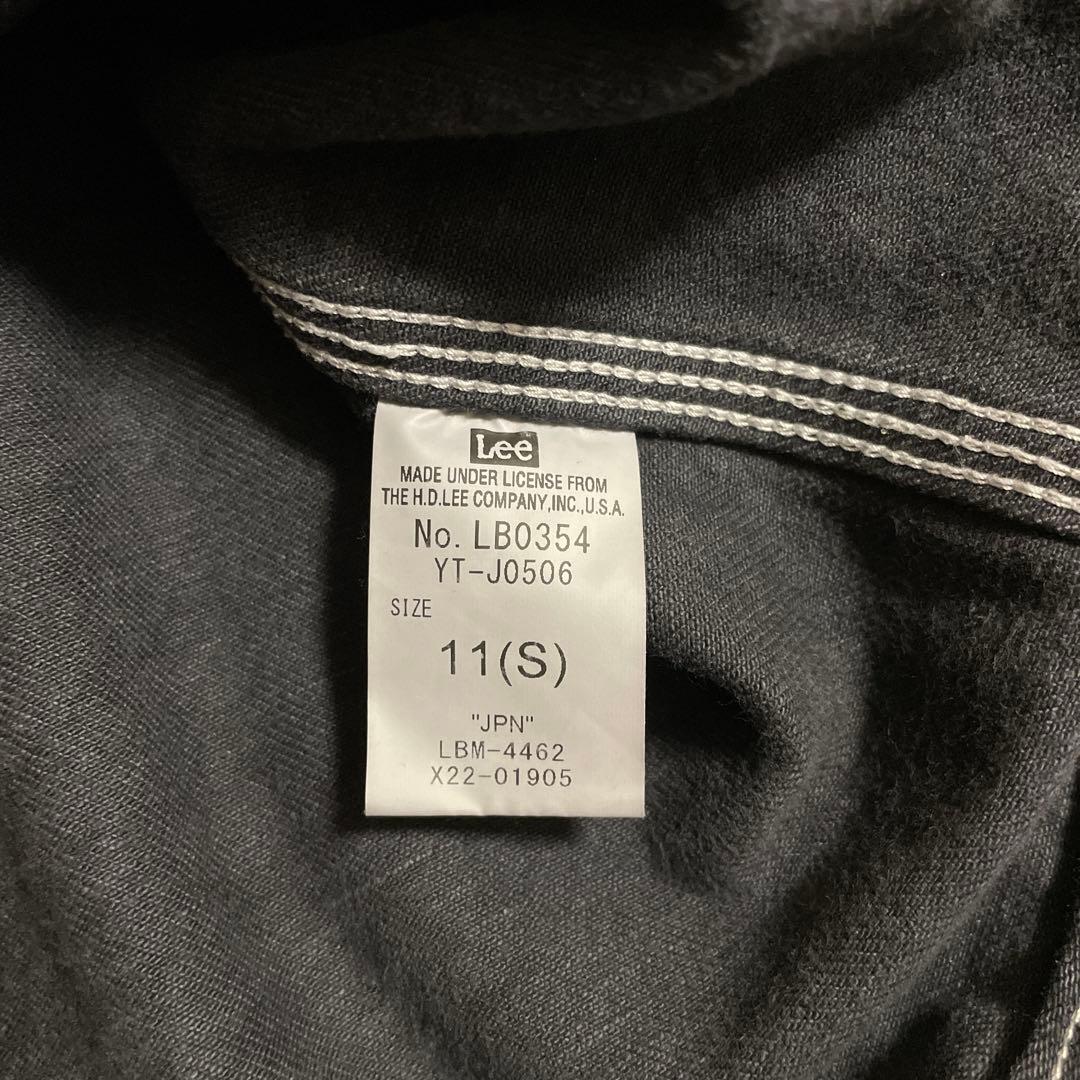 Lee
MADE UNDER LICENSE FROM
THE H.D.LEE COMPANY,INC.,U.S.A.
No. LB0354
YT-J0506
SIZE
11(S)
"JPN"
LBM-4462
X22-01905